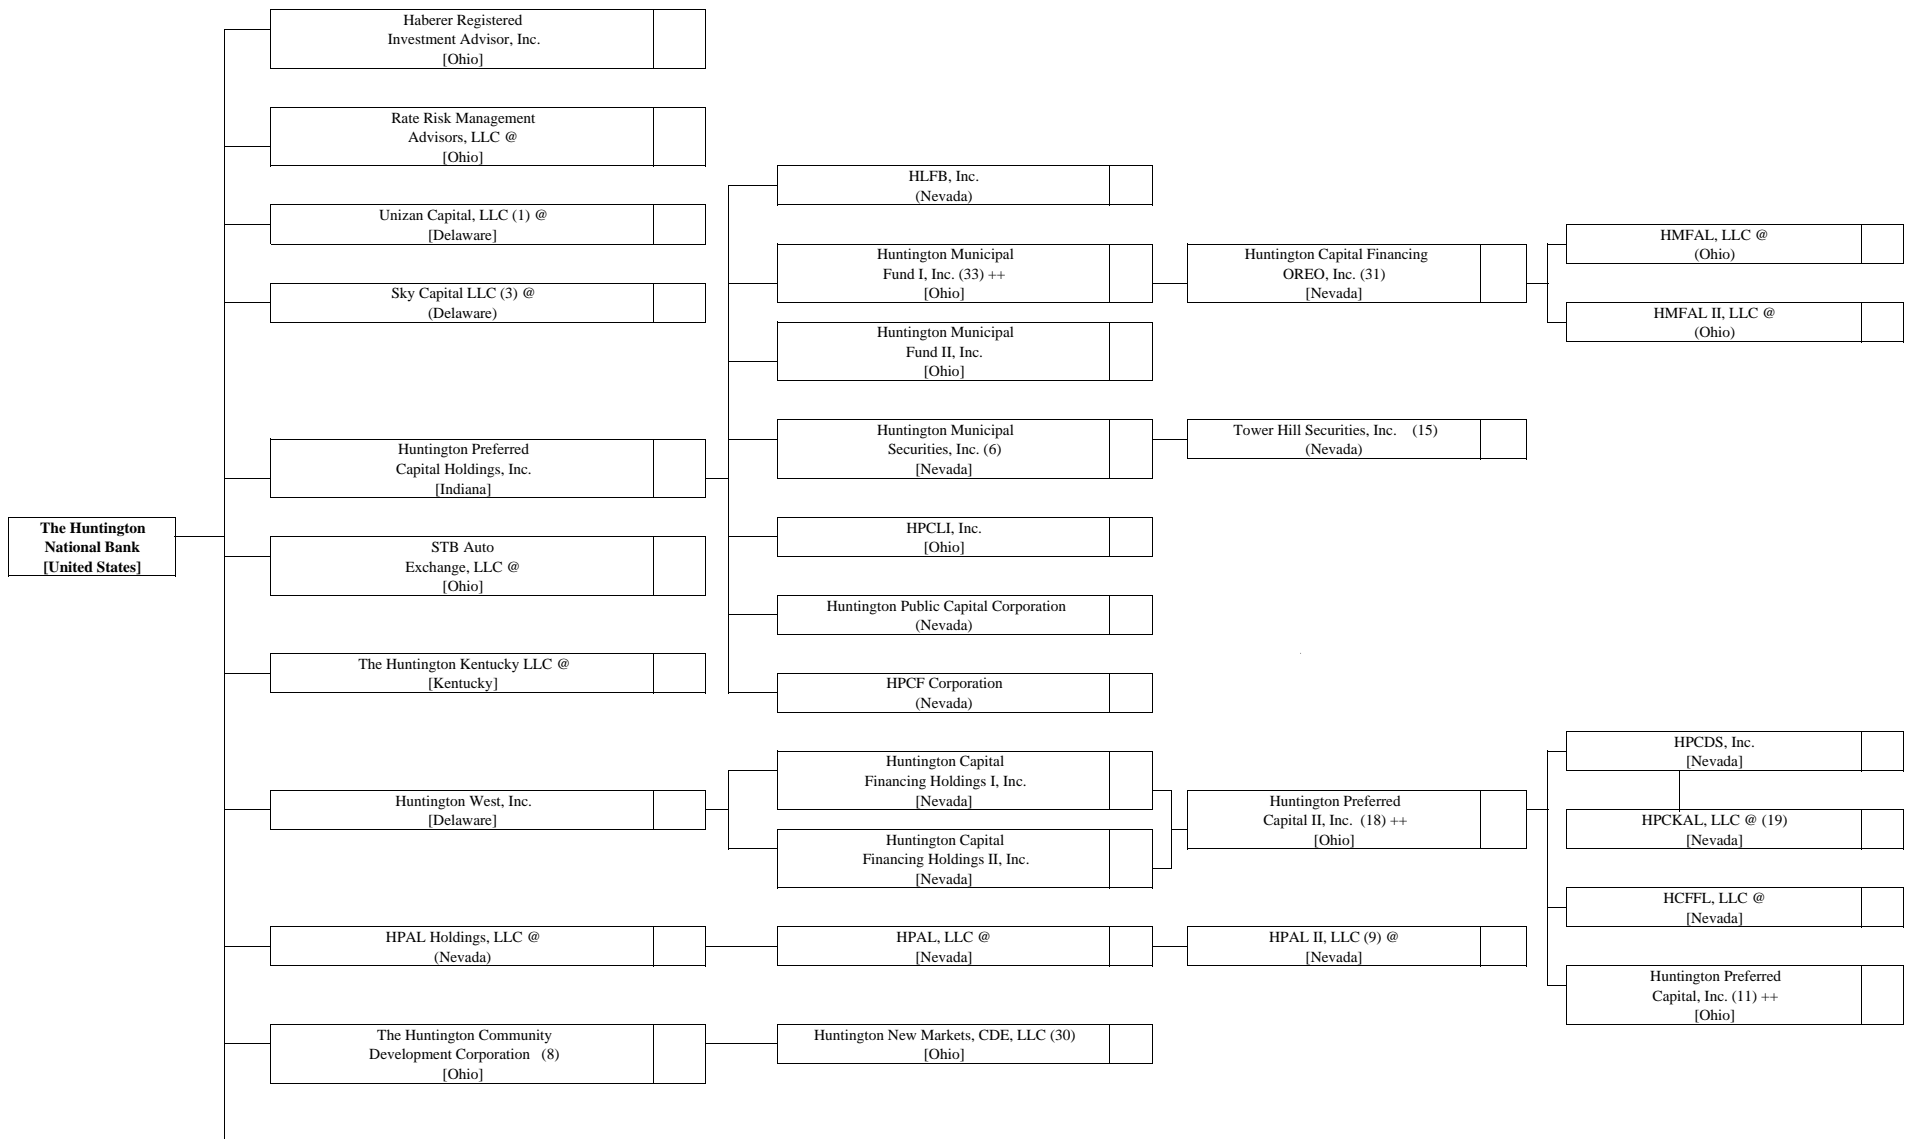 Haberer Registered
Investment Advisor, Inc.
[Ohio]
Rate Risk Management
Advisors, LLC @
[Ohio]
Unizan Capital, LLC (1) @
[Delaware]
Sky Capital LLC (3) @
(Delaware)
Huntington Preferred
Capital Holdings, Inc.
[Indiana]
The Huntington
National Bank
[United States]
STB Auto
Exchange, LLC @
[Ohio]
The Huntington Kentucky LLC @
[Kentucky]
Huntington West, Inc.
[Delaware]
HPAL Holdings, LLC @
(Nevada)
The Huntington Community
Development Corporation (8)
[Ohio]
HLFB, Inc.
(Nevada)
Huntington Municipal
Fund I, Inc. (33) ++
[Ohio]
Huntington Municipal
Fund II, Inc.
[Ohio]
Huntington Municipal
Securities, Inc. (6)
[Nevada]
HPCLI, Inc.
[Ohio]
Huntington Public Capital Corporation
(Nevada)
HPCF Corporation
(Nevada)
Huntington Capital
Financing Holdings I, Inc.
[Nevada]
Huntington Capital
Financing Holdings II, Inc.
[Nevada]
HPAL, LLC @
[Nevada]
Huntington New Markets, CDE, LLC (30)
[Ohio]
Huntington Capital Financing
OREO, Inc. (31)
[Nevada]
Tower Hill Securities, Inc. (15)
(Nevada)
Huntington Preferred
Capital II, Inc. (18) ++
[Ohio]
HPAL II, LLC (9) @
[Nevada]
HMFAL, LLC @
(Ohio)
HMFAL II, LLC @
(Ohio)
HPCDS, Inc.
[Nevada]
HPCKAL, LLC @ (19)
[Nevada]
HCFFL, LLC @
[Nevada]
Huntington Preferred
Capital, Inc. (11) ++
[Ohio]